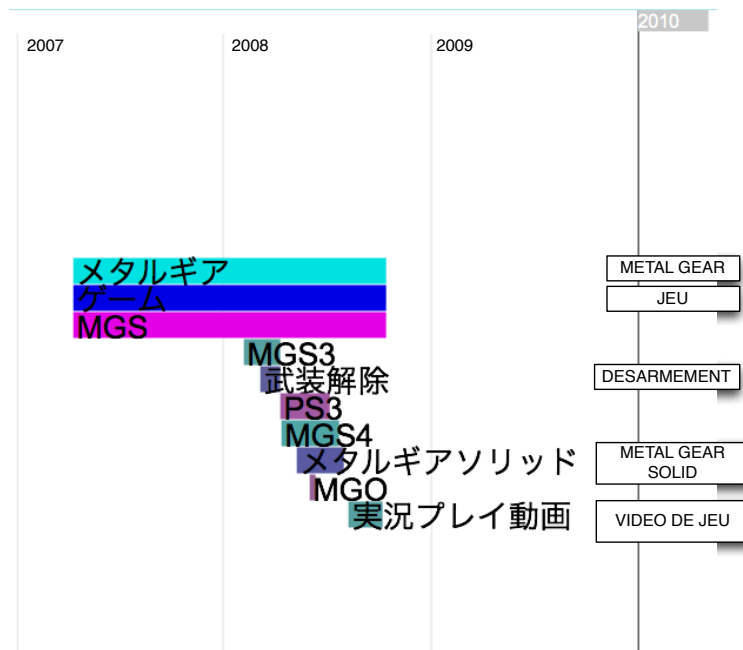 2010
2007
2008
2009
メタルギア
METAL GEAR
ゲーム
JEU
MGS
MGS3
武装解除
DESARMEMENT
PS3
MGS4
メタルギアソリッド
METAL GEAR
SOLID
MGO
実況プレイ動画
VIDEO DE JEU